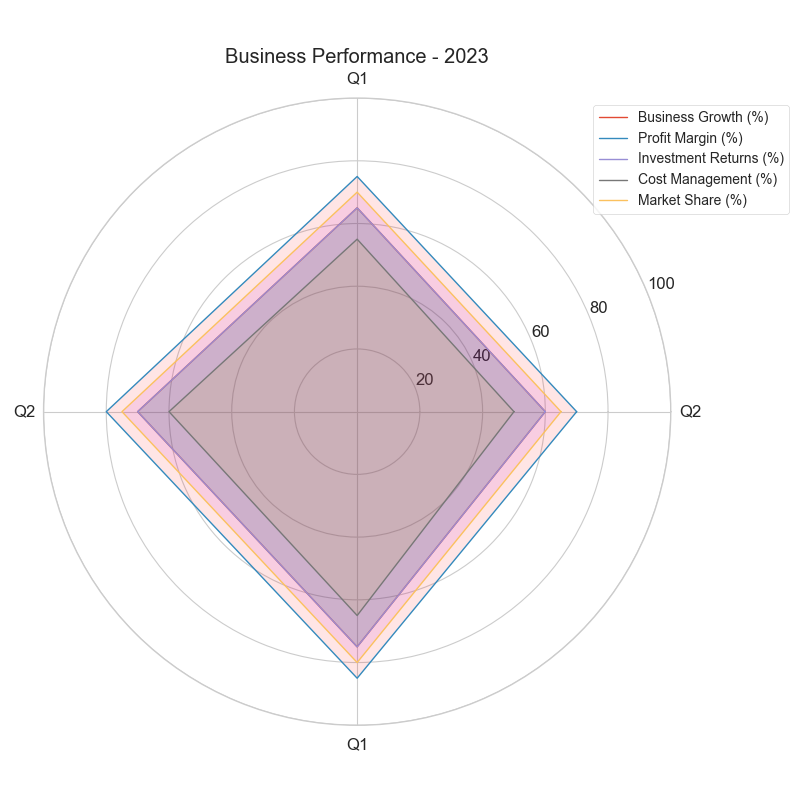 Business Performance - 2023
Q1
Business Growth (%)
Profit Margin (%)
Investment Returns (%)
Cost Management (%)
Market Share (%)
100
80
60
40
20
Q2
Q2
Q1